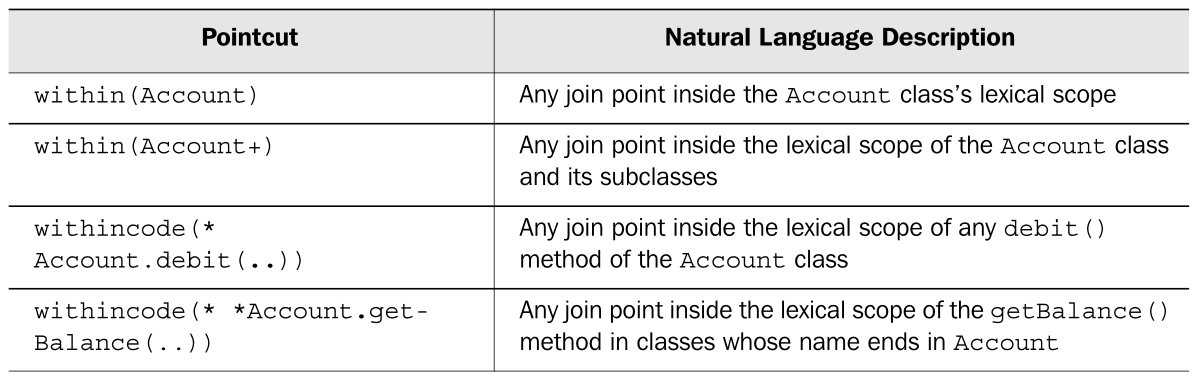 Pointcut Natural Language Description
within(Account) Any join point inside the Account class’s lexical scope
within(Account+) Any join point inside the lexical scope of the Account class
and its subclasses
withincode(* Any join point inside the lexical scope of any debit()
Account.debit(..)) method of the Account class
withincode(* *Account.get- Any join point inside the lexical scope of the getBalance()
Balance(..)) method in classes whose name ends in Account